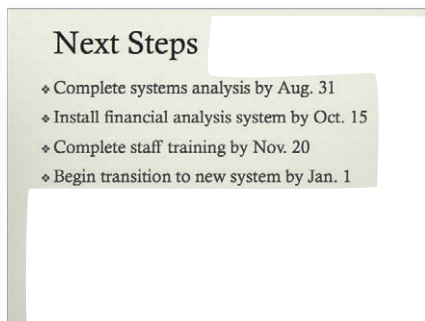 Next Steps
❖ Complete systems analysis by Aug. 31
❖ Install financial analysis system by Oct. 15
❖ Complete staff training by Nov. 20
❖ Begin transition to new system by Jan. 1